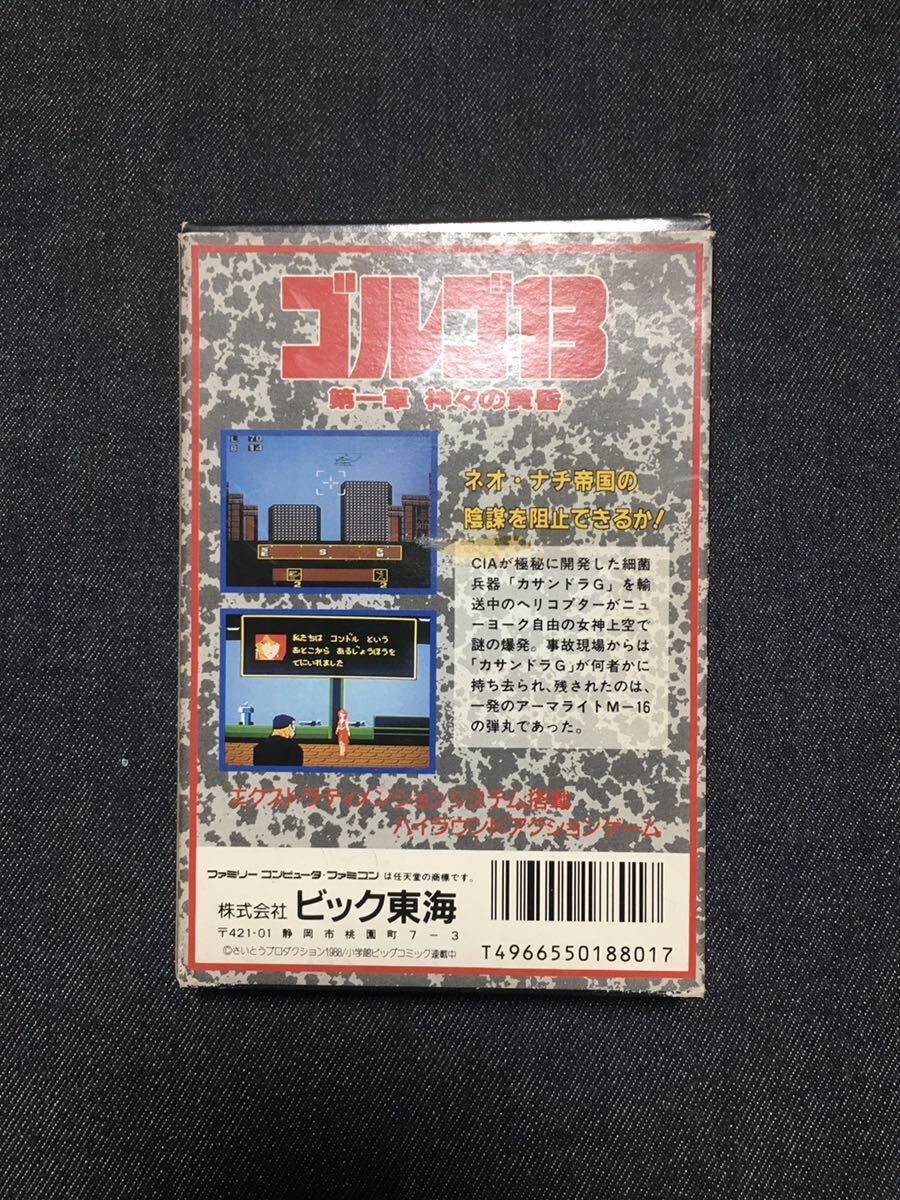 ゴルゴ13
第一章 神々の黄昏
L 70
B 14
ネオ・ナチ帝国の
陰謀を阻止できるか!
E S
2 2
CIAが極秘に開発した細菌
兵器「カサンドラG」を輸
送中のヘリコプターがニュ
ーヨーク自由の女神上空で
謎の爆発。事故現場からは
「カサンドラG」が何者かに
持ち去られ、残されたのは、
一発のアーマライトM-16
の弾丸であった。
私たちは コンドル という
おとこから あるじょうほうを
てにいれました
エクストラディメンションシステム搭載
ハイラウンドアクションゲーム
ファミリーコンピュータ・ファミコン は任天堂の商標です。
株式会社 ビック東海
〒421-01 静岡市桃園町7-3
©さいとうプロダクション1988/小学館ビッグコミック連載中
T4966550188017